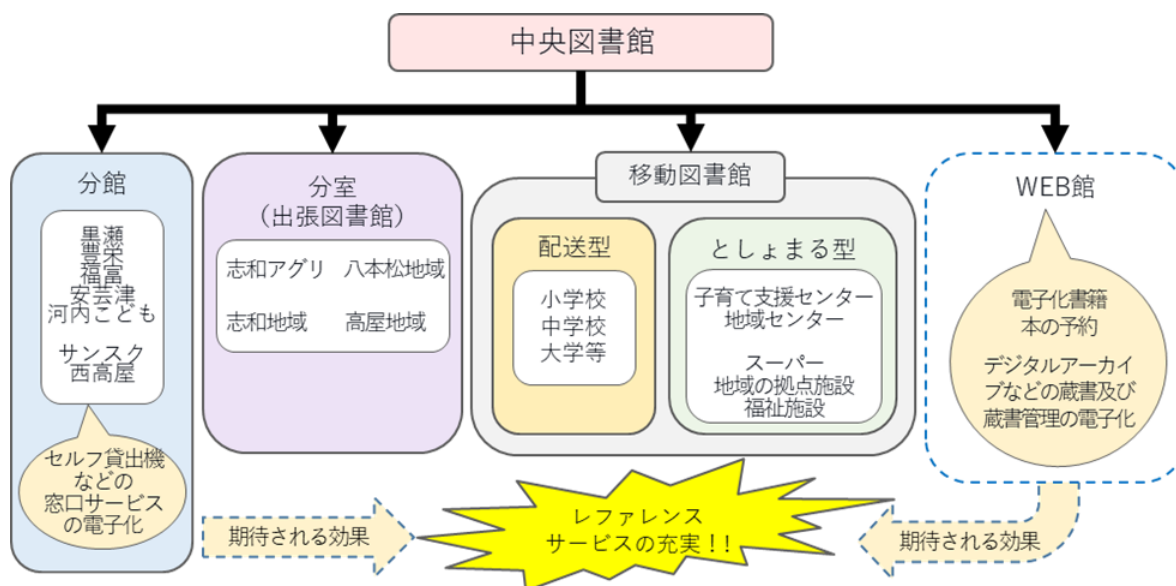 中央図書館
分館
黒瀬
豊栄
福富
安芸津
河内こども
サンスク
西高屋
セルフ貸出機
などの
窓口サービス
の電子化
分室
（出張図書館）
志和アグリ 八本松地域
志和地域 高屋地域
移動図書館
配送型
小学校
中学校
大学等
としょまる型
子育て支援センター
地域センター
スーパー
地域の拠点施設
福祉施設
WEB館
電子化書籍
本の予約
デジタルアーカイ
ブなどの蔵書及び
蔵書管理の電子化
期待される効果
レファレンス
サービスの充実！！
期待される効果